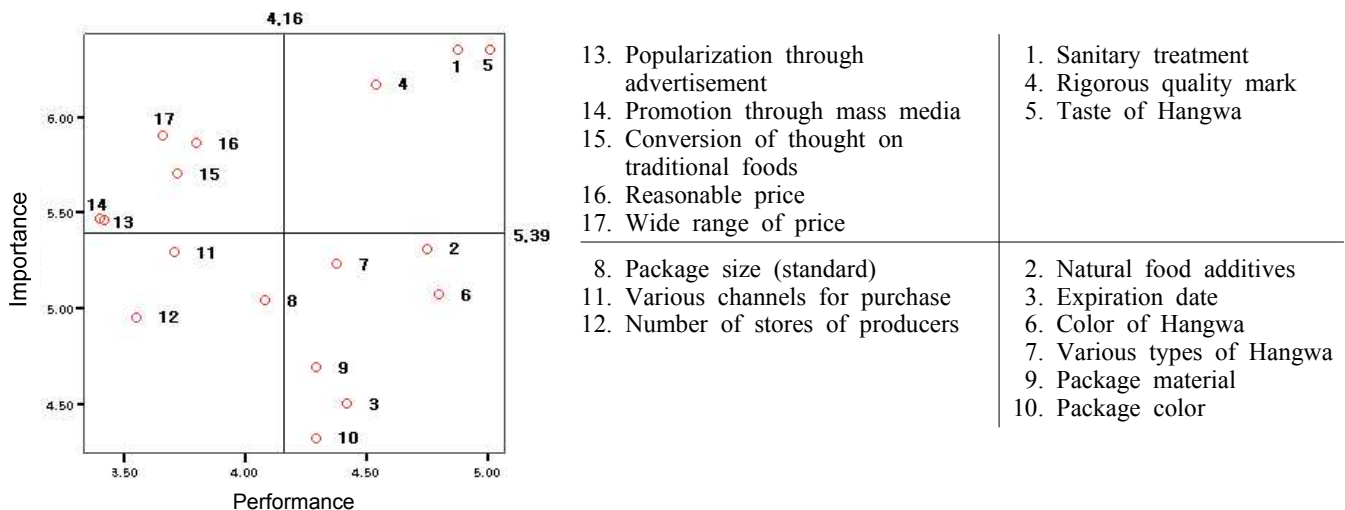 4.16
1
5
4
6.00
17
16
15
14
5.50
13
5.39
11
2
7
6
8
5.00
12
9
3
4.50
10
3.50
4.00
4.50
5.00
Importance
Performance
13. Popularization through
advertisement
14. Promotion through mass media
15. Conversion of thought on
traditional foods
16. Reasonable price
17. Wide range of price
1. Sanitary treatment
4. Rigorous quality mark
5. Taste of Hangwa
8. Package size (standard)
11. Various channels for purchase
12. Number of stores of producers
2. Natural food additives
3. Expiration date
6. Color of Hangwa
7. Various types of Hangwa
9. Package material
10. Package color